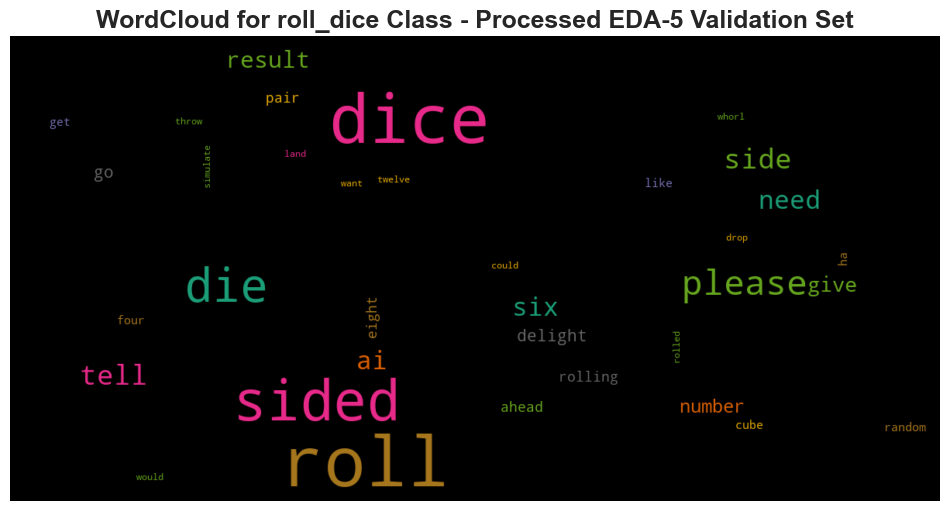 WordCloud for roll_dice Class - Processed EDA-5 Validation Set
result
pair
dice
get
throw
whorl
simulate
land
side
go
want
twelve
like
need
drop
could
ha
die
please
give
four
eight
six
delight
rolled
ai
tell
rolling
sided
ahead
number
cube
random
roll
would